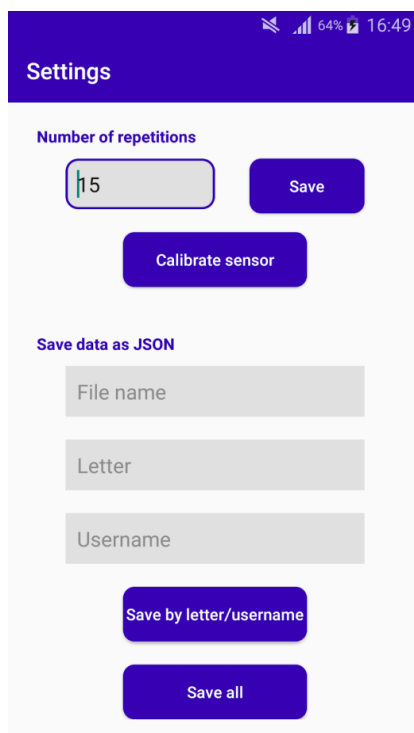 64% 16:49
Settings
Number of repetitions
15 Save
Calibrate sensor
Save data as JSON
File name
Letter
Username
Save by letter/username
Save all